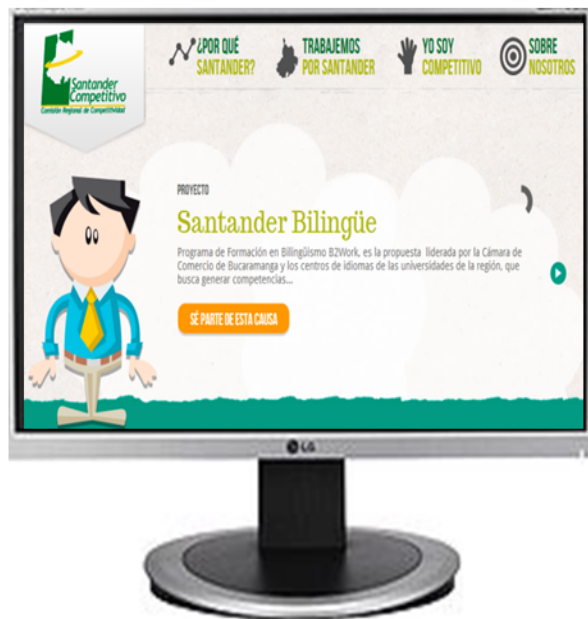 Santander
Competitivo
Comisión Regional de Competitividad
¿POR QUÉ
SANTANDER?
TRABAJEMOS
POR SANTANDER
YO SOY
COMPETITIVO
SOBRE
NOSOTROS
PROYECTO
Santander Bilingüe
Programa de Formación en Bilingüismo B2Work, es la propuesta liderada por la Cámara de
Comercio de Bucaramanga y los centros de idiomas de las universidades de la región, que
busca generar competencias...
SÉ PARTE DE ESTA CAUSA
LG